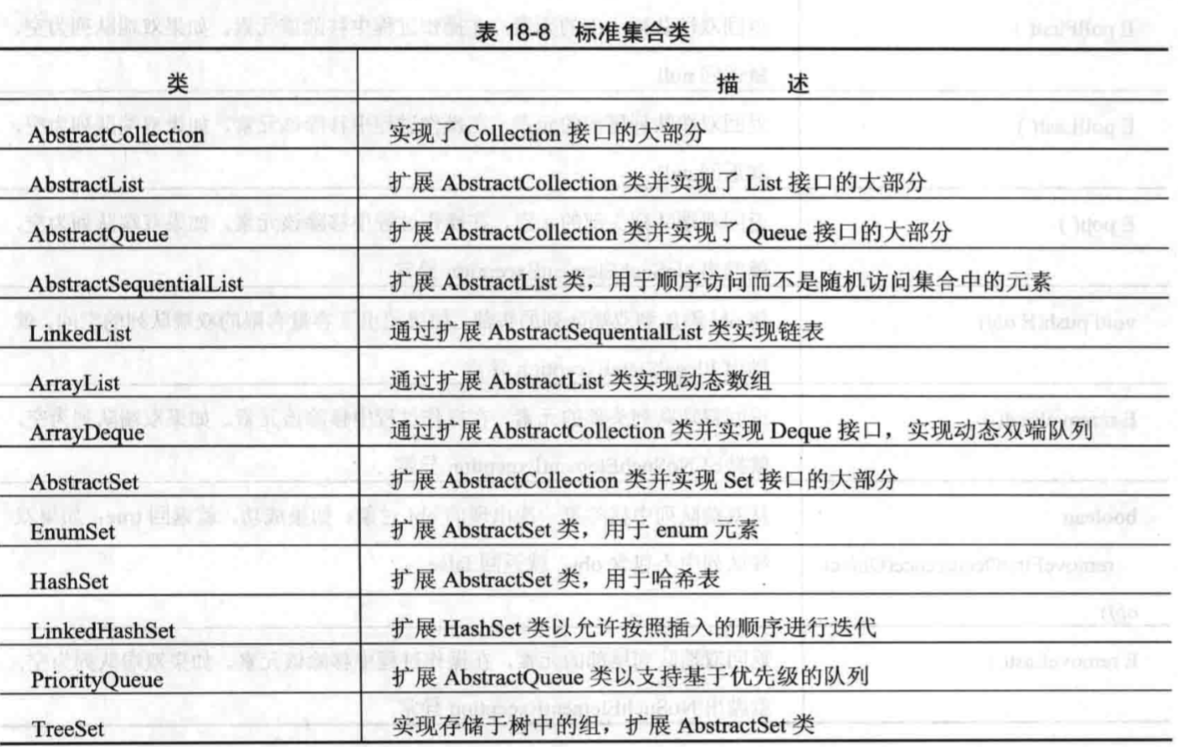 表 18-8 标准集合类
类 描 述
AbstractCollection 实现了 Collection 接口的大部分
AbstractList 扩展 AbstractCollection 类并实现了 List 接口的大部分
AbstractQueue 扩展 AbstractCollection 类并实现了 Queue 接口的大部分
AbstractSequentialList 扩展 AbstractList 类，用于顺序访问而不是随机访问集合中的元素
LinkedList 通过扩展 AbstractSequentialList 类实现链表
ArrayList 通过扩展 AbstractList 类实现动态数组
ArrayDeque 通过扩展 AbstractCollection 类并实现 Deque 接口，实现动态双端队列
AbstractSet 扩展 AbstractCollection 类并实现 Set 接口的大部分
EnumSet 扩展 AbstractSet 类，用于 enum 元素
HashSet 扩展 AbstractSet 类，用于哈希表
LinkedHashSet 扩展 HashSet 类以允许按照插入的顺序进行迭代
PriorityQueue 扩展 AbstractQueue 类以支持基于优先级的队列
TreeSet 实现存储于树中的组，扩展 AbstractSet 类